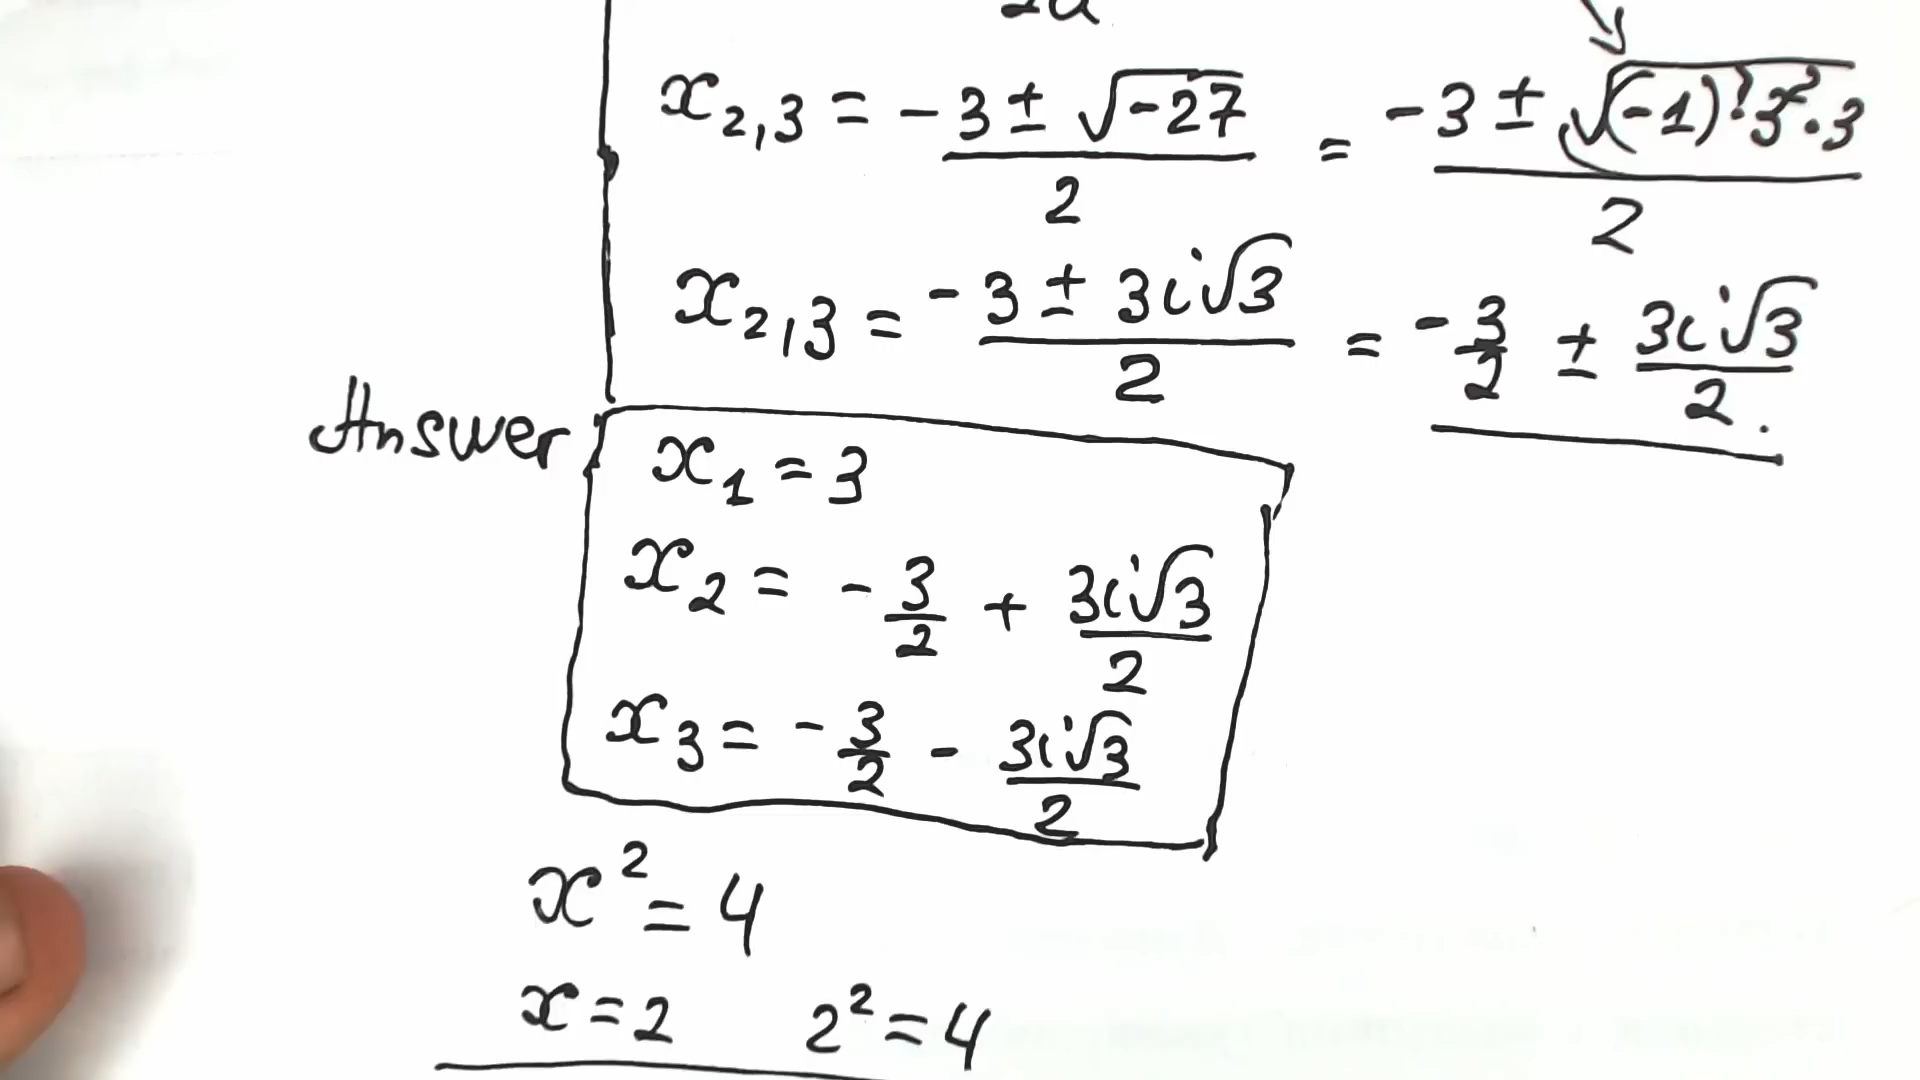 2a
x₂,₃ = (-3 ± √-27)/2 = (-3 ± √(-1)·3²·3)/2
x₂,₃ = (-3 ± 3i√3)/2 = -3/2 ± 3i√3/2.
Answer
x₁ = 3
x₂ = -3/2 + 3i√3/2
x₃ = -3/2 - 3i√3/2
x² = 4
x = 2 2² = 4